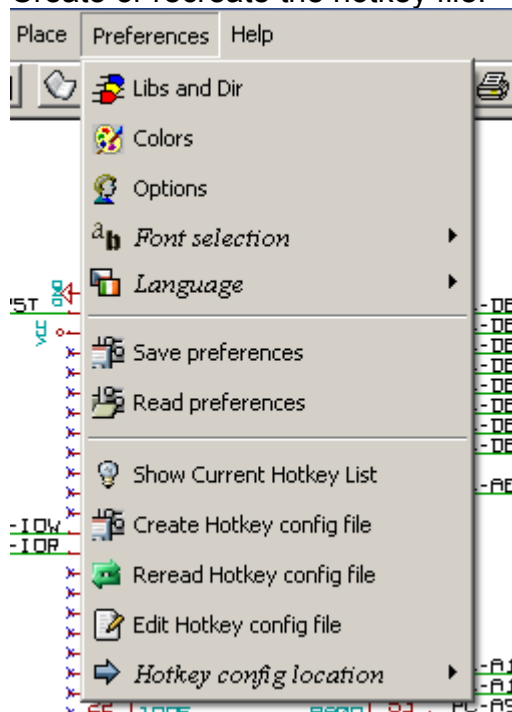 Create or recreate the hotkey file.
Place Preferences Help
Libs and Dir
Colors
Options
Font selection
Language
VCC
Save preferences
Read preferences
Show Current Hotkey List
Create Hotkey config file
-IOW
-IOR
Reread Hotkey config file
Edit Hotkey config file
Hotkey config location